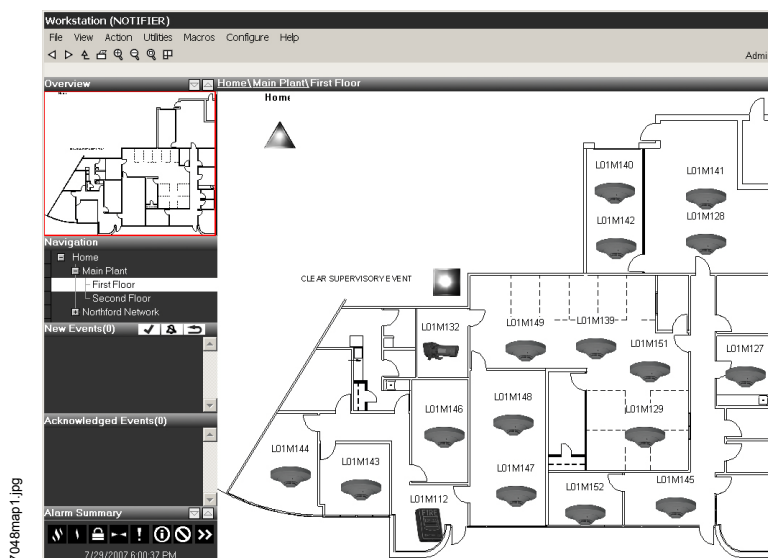 Workstation (NOTIFIER)
File View Action Utilities Macros Configure Help
Admi
Overview
Home\Main Plant\First Floor
Home
L01M140
L01M141
L01M142
L01M128
Navigation
Home
Main Plant
First Floor
Second Floor
Northford Network
CLEAR SUPERVISORY EVENT
New Events(0)
L01M132
L01M149
L01M139
L01M151
L01M127
Acknowledged Events(0)
L01M146
L01M148
L01M129
L01M144
L01M143
L01M147
L01M112
L01M152
L01M145
FIRE
Alarm Summary
7/29/2007 6:00:37 PM
7048map1.jpg